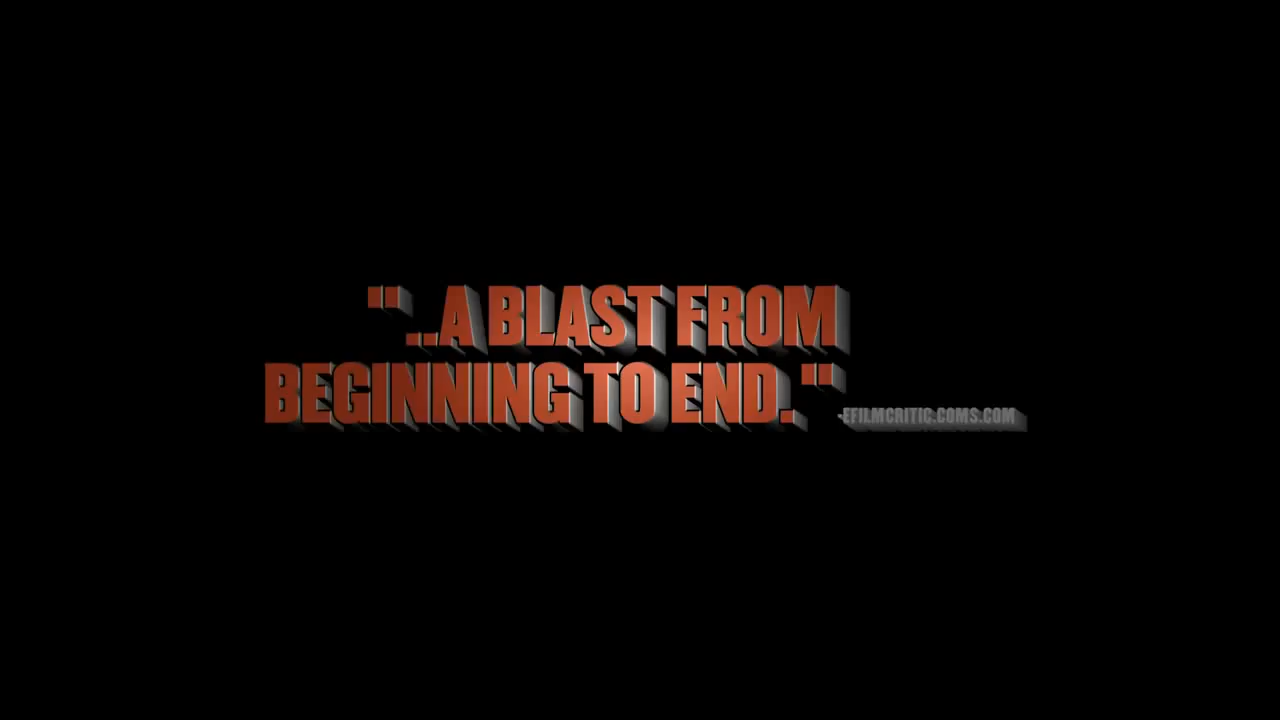 "..A BLAST FROM
BEGINNING TO END."
-EFILMCRITIC.COMS.COM